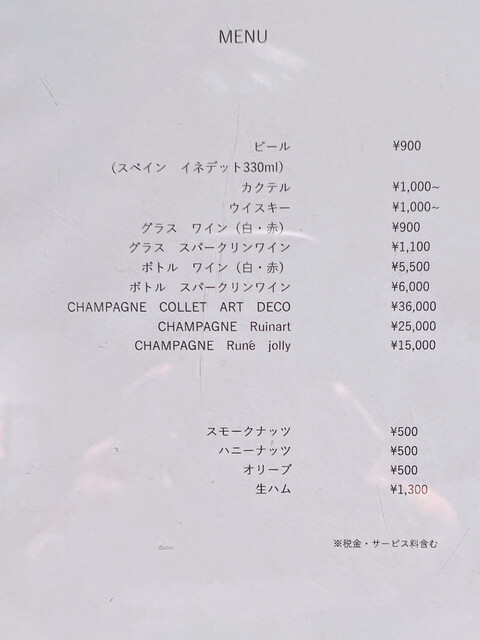 MENU
ビール ¥900
（スペイン イネデット330ml）
カクテル ¥1,000~
ウイスキー ¥1,000~
グラス ワイン（白・赤） ¥900
グラス スパークリンワイン ¥1,100
ボトル ワイン（白・赤） ¥5,500
ボトル スパークリンワイン ¥6,000
CHAMPAGNE COLLET ART DECO ¥36,000
CHAMPAGNE Ruinart ¥25,000
CHAMPAGNE Rune jolly ¥15,000
スモークナッツ ¥500
ハニーナッツ ¥500
オリーブ ¥500
生ハム ¥1,300
※税金・サービス料含む